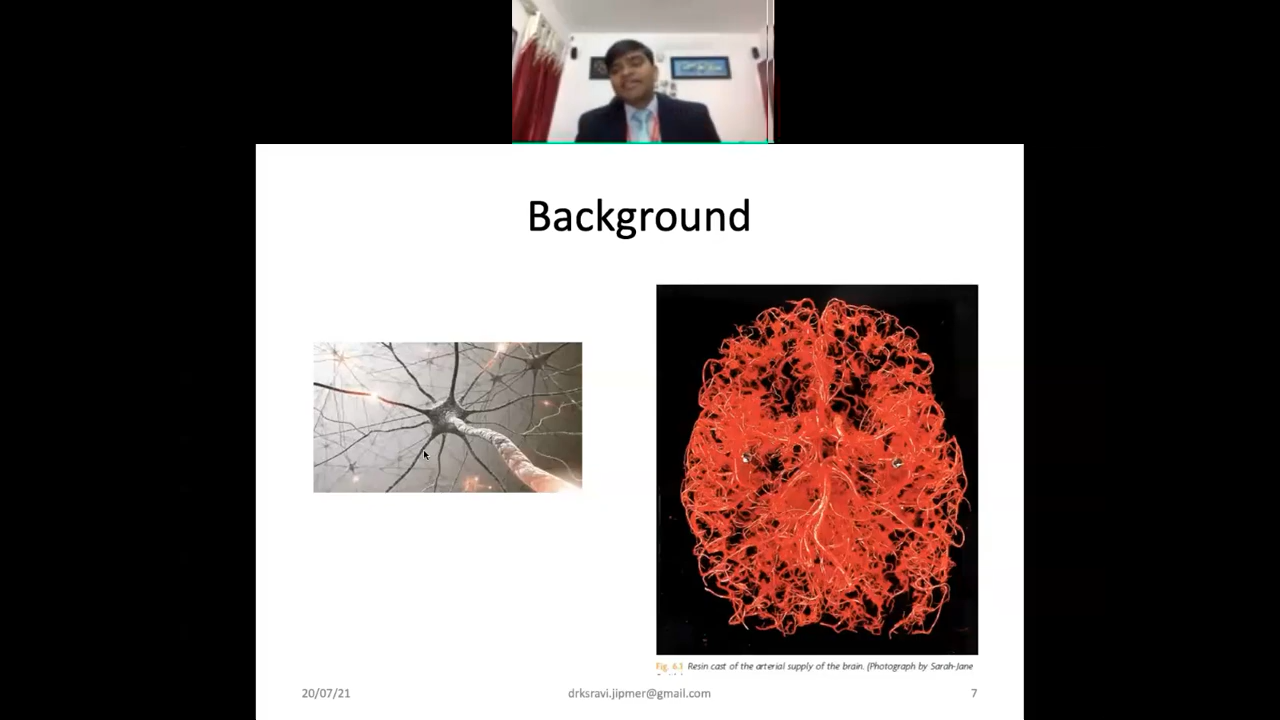 Background
Fig. 6.1 Resin cast of the arterial supply of the brain. (Photograph by Sarah-Jane
20/07/21
drksravi.jipmer@gmail.com
7